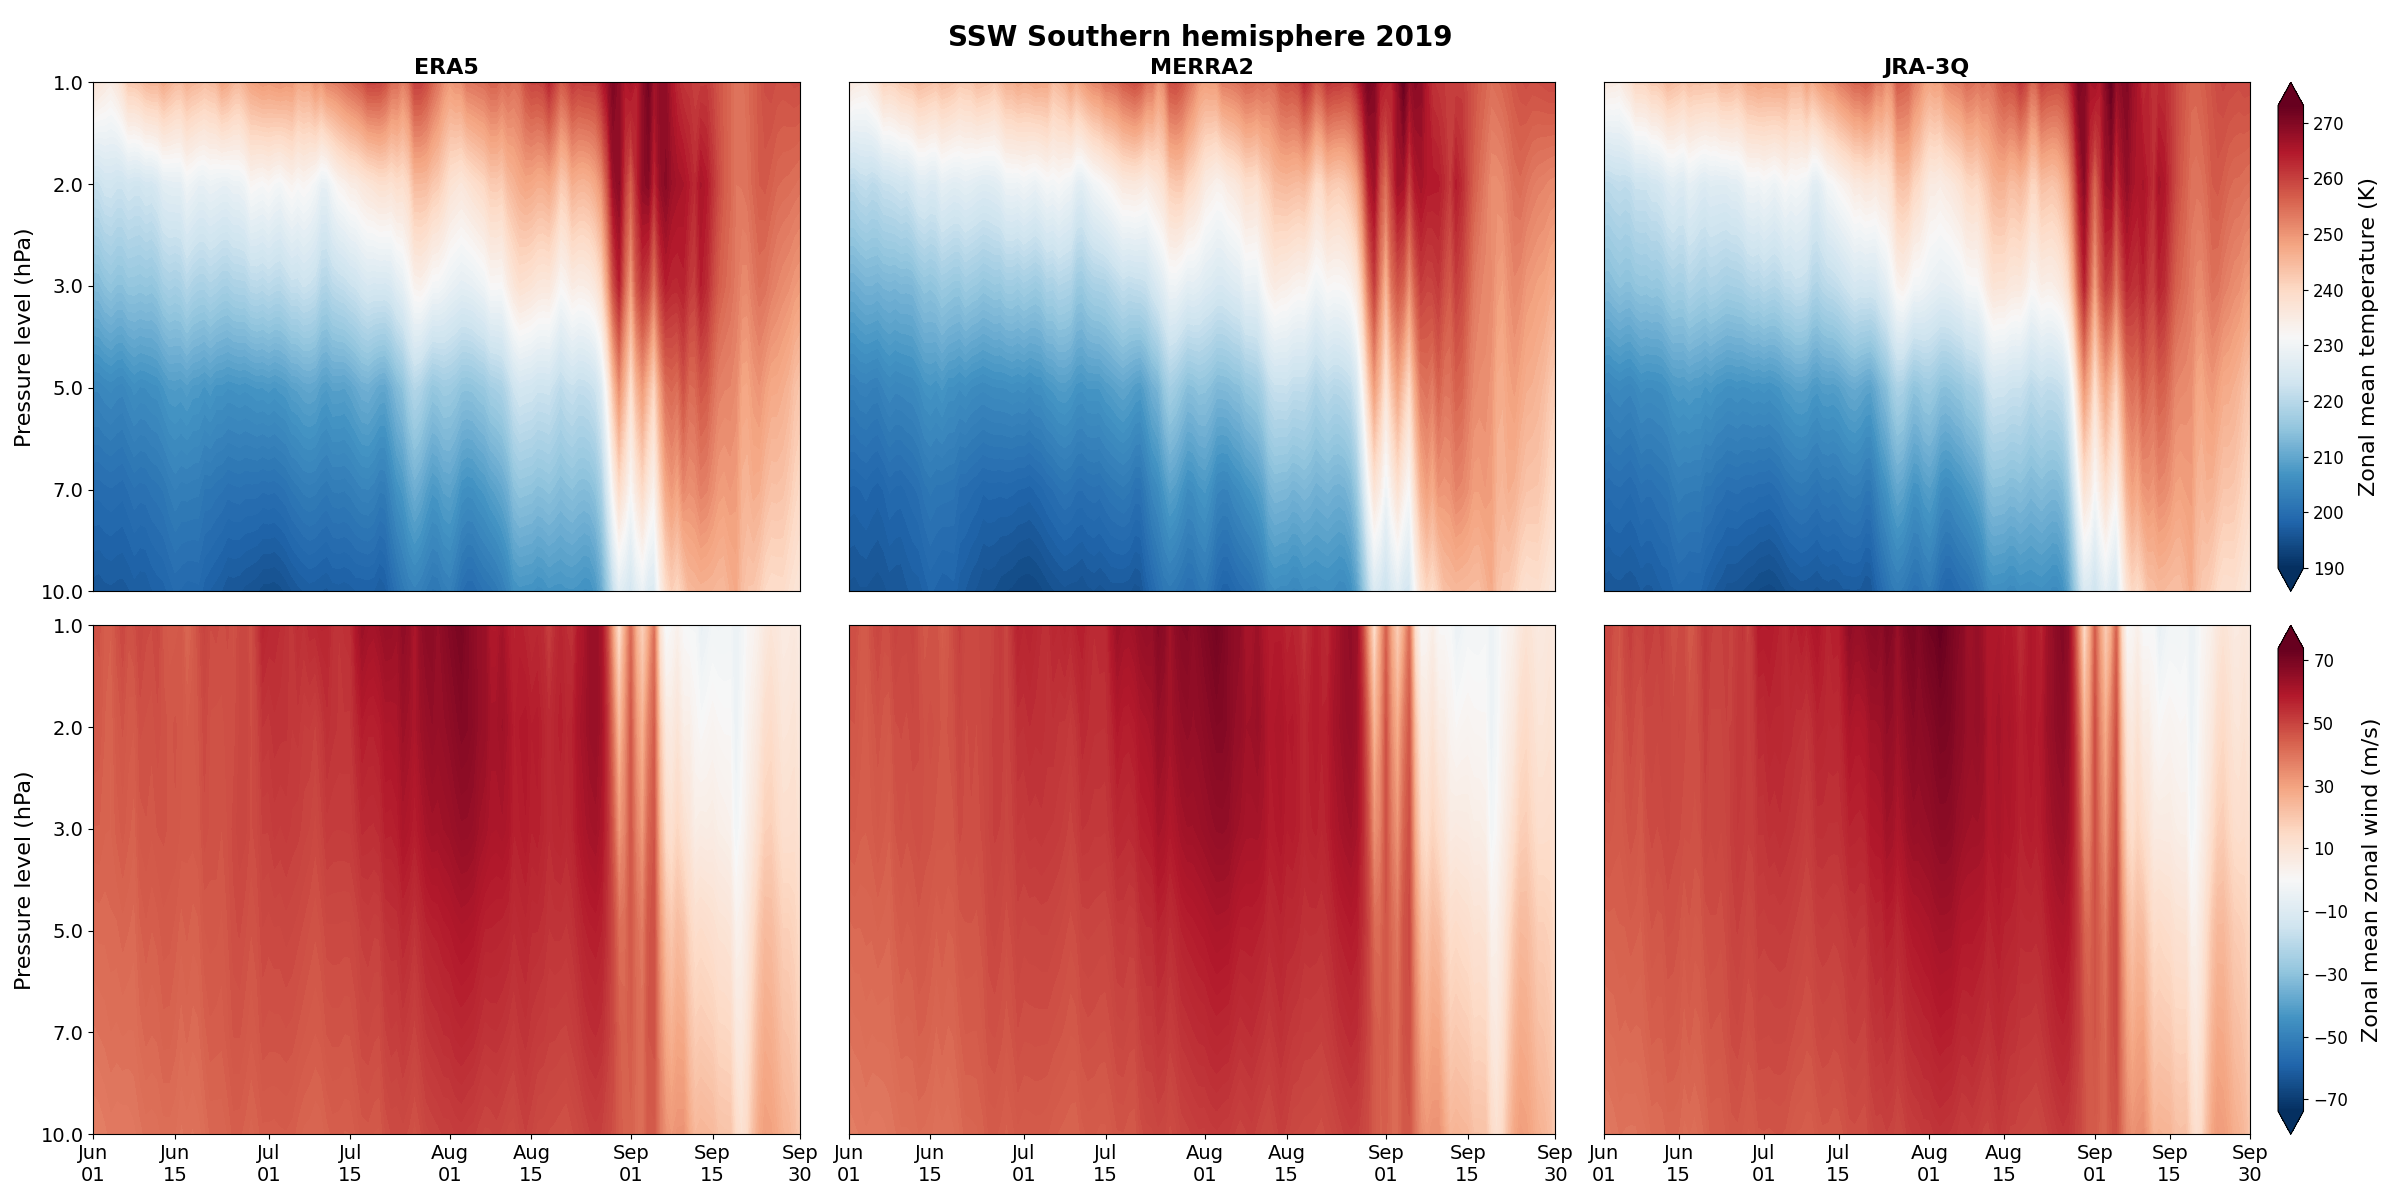 SSW Southern hemisphere 2019
ERA5
MERRA2
JRA-3Q
Pressure level (hPa)
1.0
2.0
3.0
5.0
7.0
10.0
270
260
250
240
230
220
210
200
190
Zonal mean temperature (K)
Pressure level (hPa)
1.0
2.0
3.0
5.0
7.0
10.0
70
50
30
10
−10
−30
−50
−70
Zonal mean zonal wind (m/s)
Jun Jun Jul Jul Aug Aug Sep Sep Sep
01 15 01 15 01 15 01 15 30
Jun Jun Jul Jul Aug Aug Sep Sep Sep
01 15 01 15 01 15 01 15 30
Jun Jun Jul Jul Aug Aug Sep Sep Sep
01 15 01 15 01 15 01 15 30